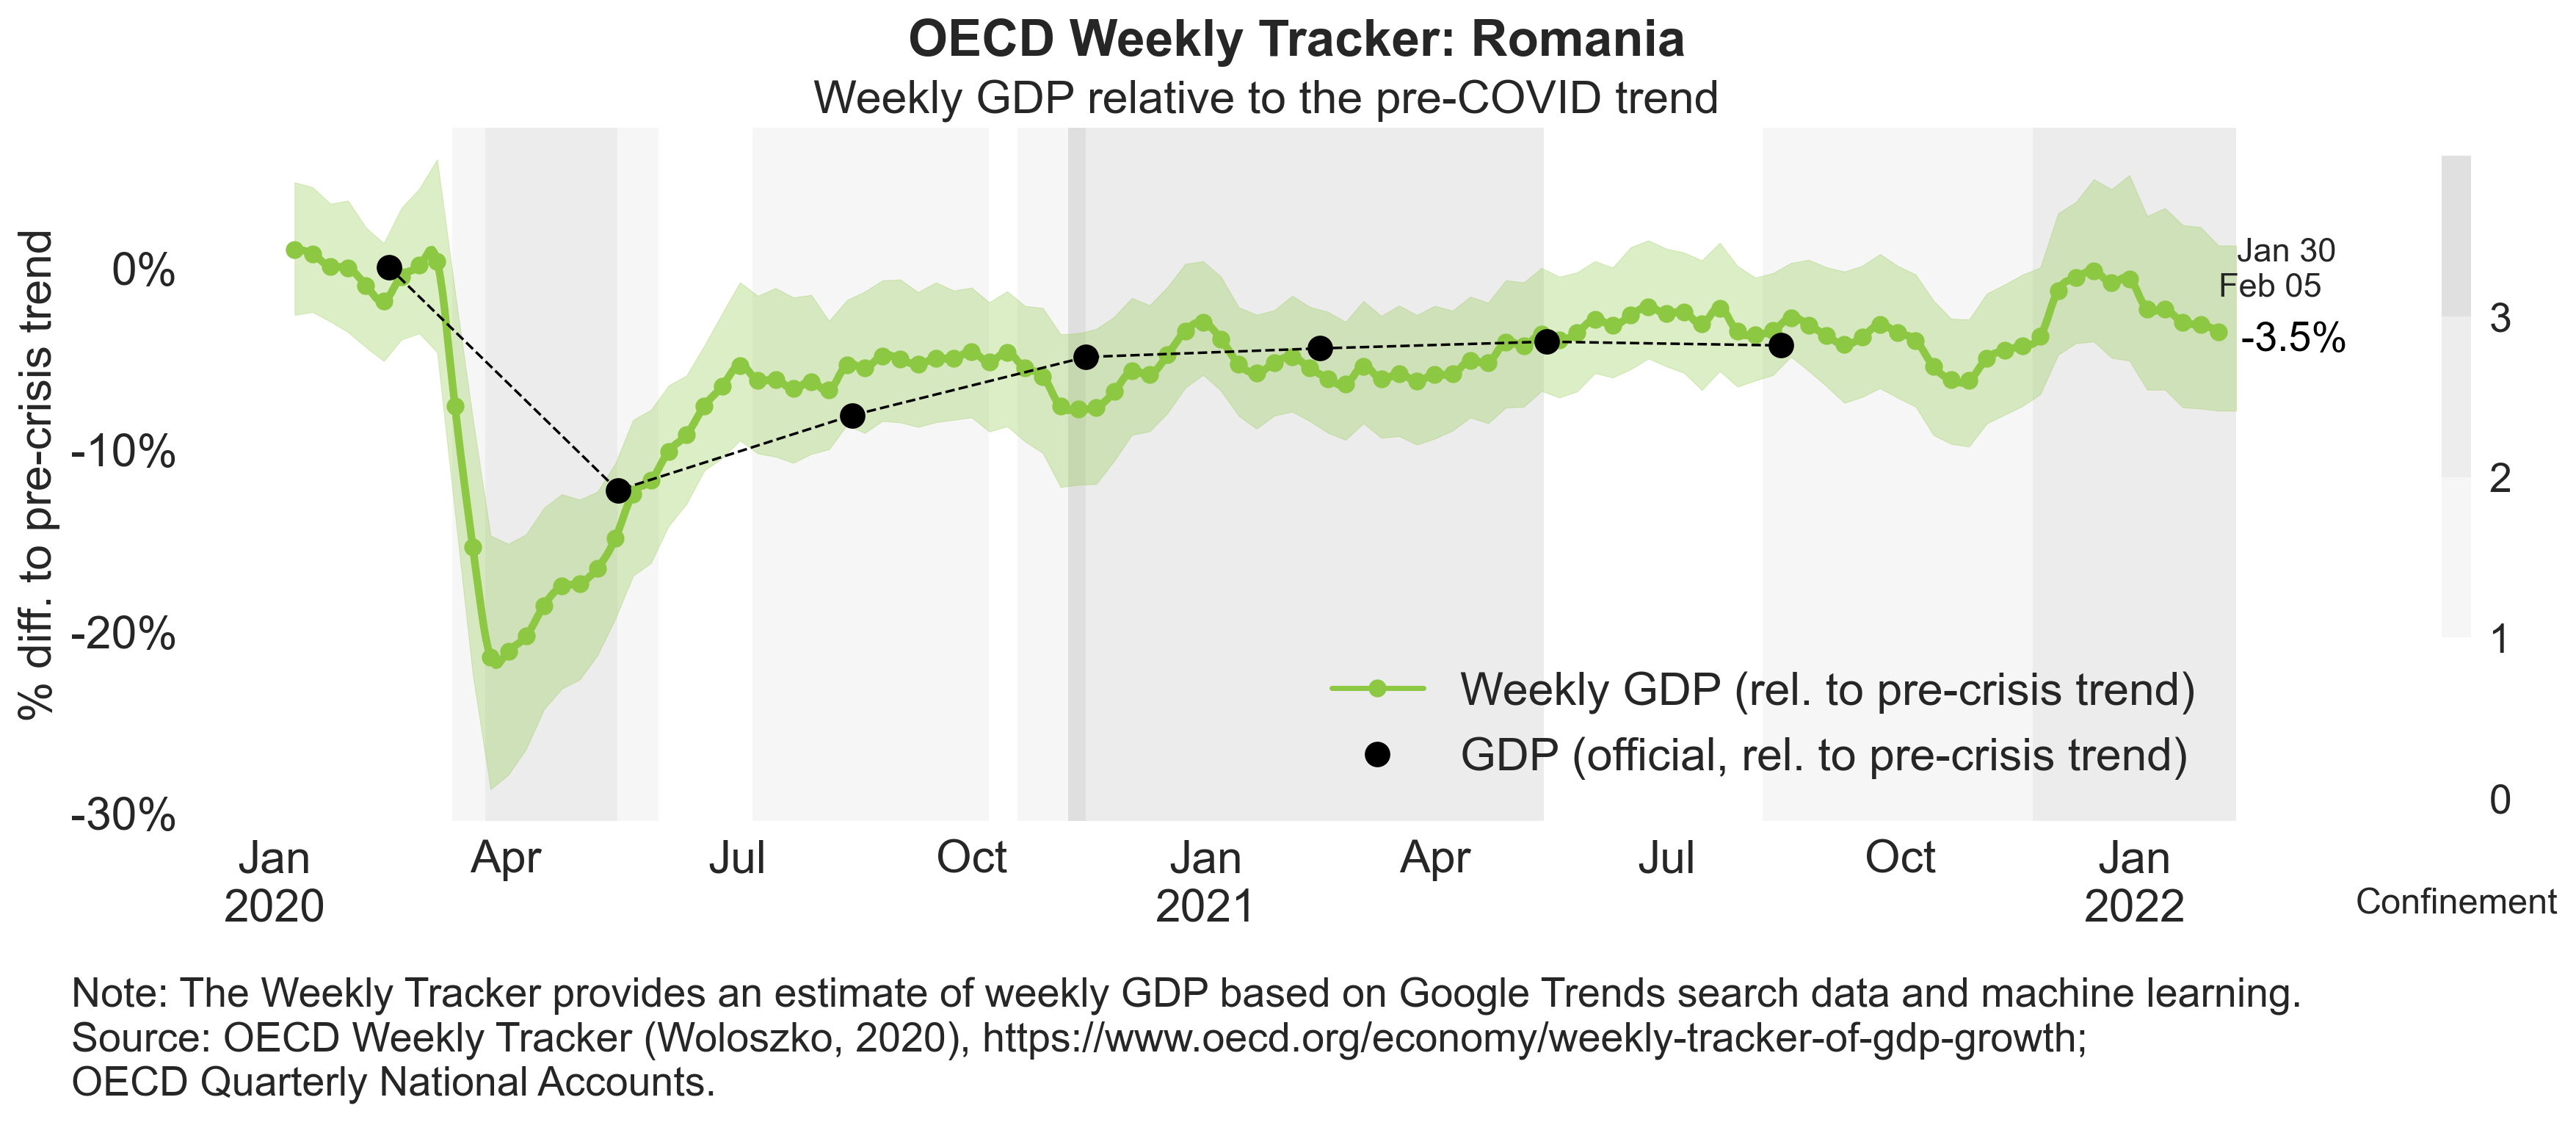 OECD Weekly Tracker: Romania
Weekly GDP relative to the pre-COVID trend
% diff. to pre-crisis trend
0%
-10%
-20%
-30%
Jan 30
Feb 05
-3.5%
Weekly GDP (rel. to pre-crisis trend)
GDP (official, rel. to pre-crisis trend)
3
2
1
0
Confinement
Jan
2020
Apr
Jul
Oct
Jan
2021
Apr
Jul
Oct
Jan
2022
Note: The Weekly Tracker provides an estimate of weekly GDP based on Google Trends search data and machine learning.
Source: OECD Weekly Tracker (Woloszko, 2020), https://www.oecd.org/economy/weekly-tracker-of-gdp-growth;
OECD Quarterly National Accounts.